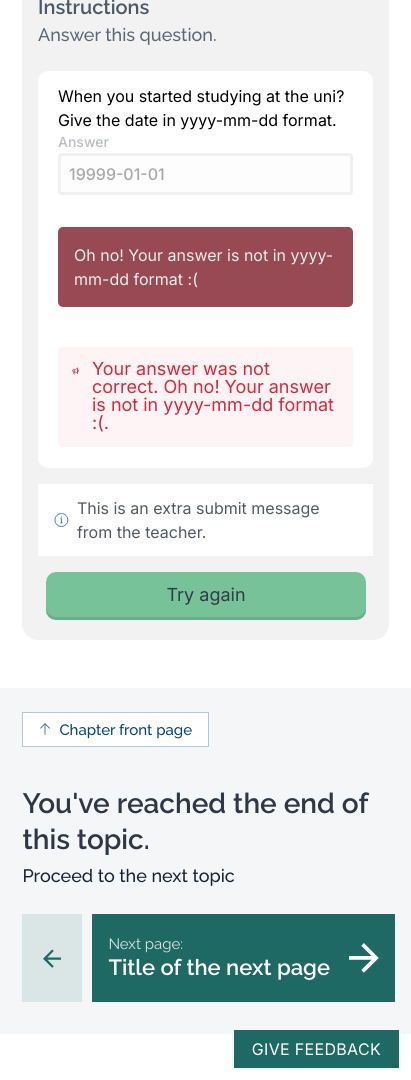 Instructions
Answer this question.
When you started studying at the uni?
Give the date in yyyy-mm-dd format.
Answer
19999-01-01
Oh no! Your answer is not in yyyy-
mm-dd format :(
Your answer was not
correct. Oh no! Your answer
is not in yyyy-mm-dd format
:(.
This is an extra submit message
from the teacher.
Try again
Chapter front page
You've reached the end of
this topic.
Proceed to the next topic
Next page:
Title of the next page
GIVE FEEDBACK